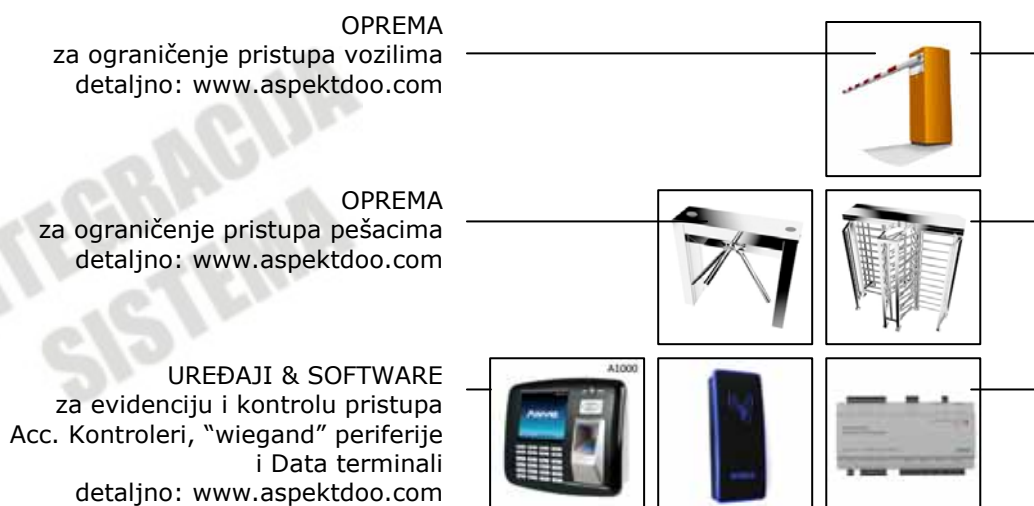 OPREMA
za ograničenje pristupa vozilima
detaljno: www.aspektdoo.com
OPREMA
za ograničenje pristupa pešacima
detaljno: www.aspektdoo.com
SISTEMA
UREĐAJI & SOFTWARE
za evidenciju i kontrolu pristupa
Acc. Kontroleri, “wiegand” periferije
i Data terminali
detaljno: www.aspektdoo.com
A1000